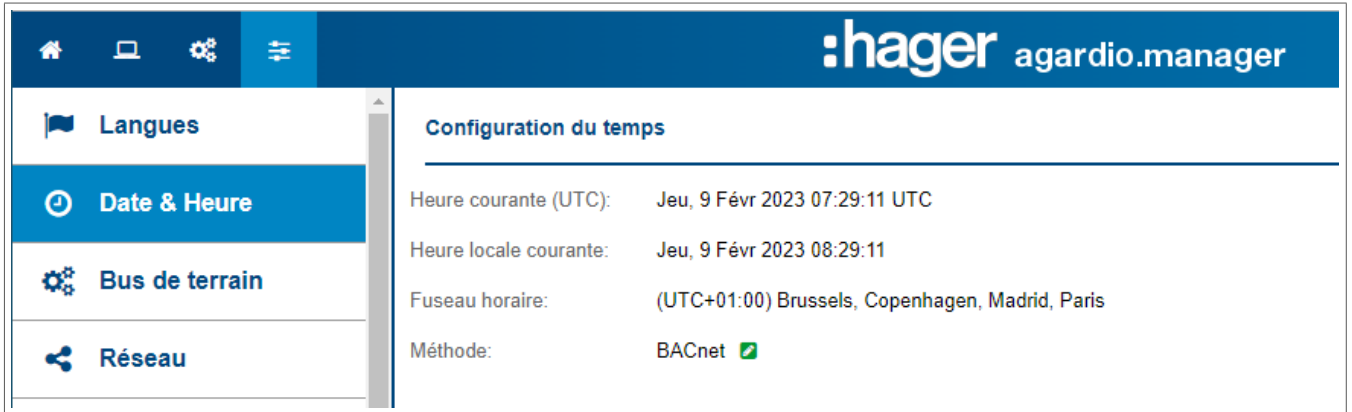 :hager agardio.manager
Langues
Date & Heure
Bus de terrain
Réseau
Configuration du temps
Heure courante (UTC): Jeu, 9 Févr 2023 07:29:11 UTC
Heure locale courante: Jeu, 9 Févr 2023 08:29:11
Fuseau horaire: (UTC+01:00) Brussels, Copenhagen, Madrid, Paris
Méthode: BACnet